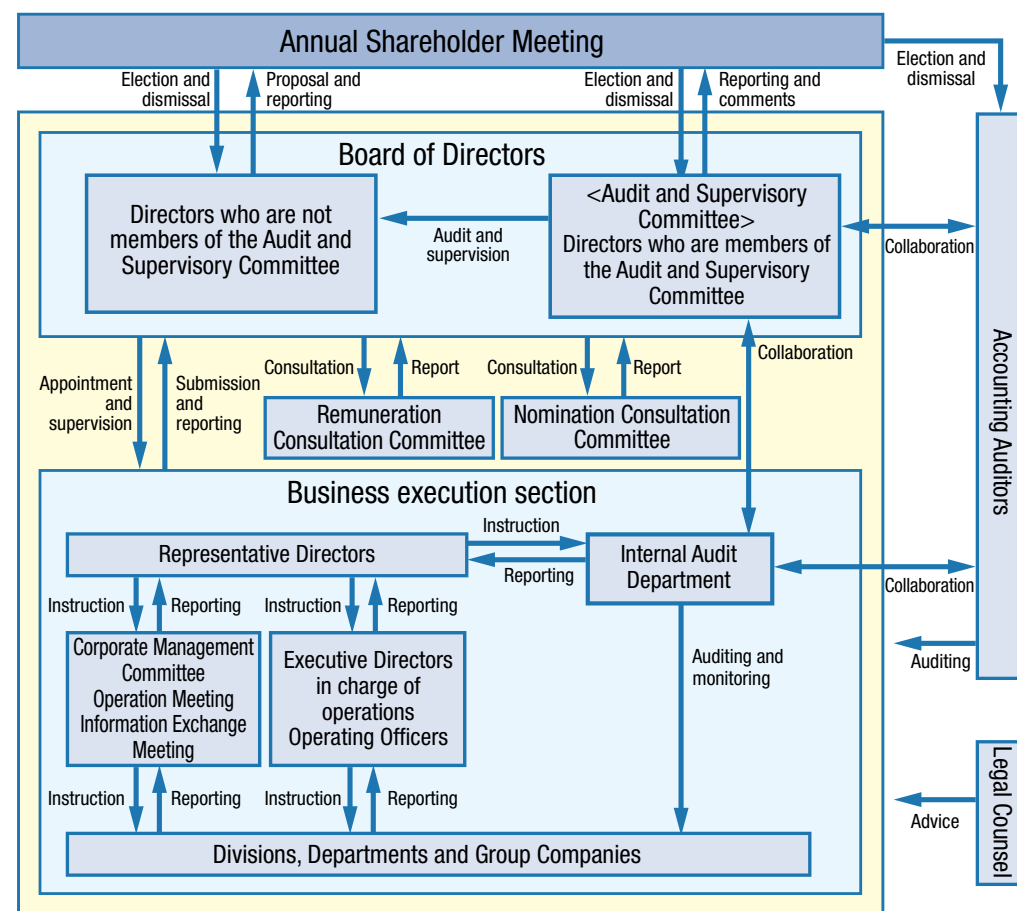 Annual Shareholder Meeting
Election and
dismissal
Proposal and
reporting
Election and
dismissal
Reporting and
comments
Election and
dismissal
Board of Directors
Directors who are not
members of the Audit and
Supervisory Committee
Audit and
supervision
<Audit and Supervisory
Committee>
Directors who are members of
the Audit and Supervisory
Committee
Collaboration
Accounting Auditors
Appointment
and
supervision
Submission
and
reporting
Consultation
Report
Consultation
Report
Collaboration
Remuneration
Consultation Committee
Nomination Consultation
Committee
Business execution section
Representative Directors
Instruction
Reporting
Internal Audit
Department
Collaboration
Instruction
Reporting
Instruction
Reporting
Corporate Management
Committee
Operation Meeting
Information Exchange
Meeting
Executive Directors
in charge of
operations
Operating Officers
Auditing and
monitoring
Auditing
Instruction
Reporting
Instruction
Reporting
Divisions, Departments and Group Companies
Advice
Legal Counsel